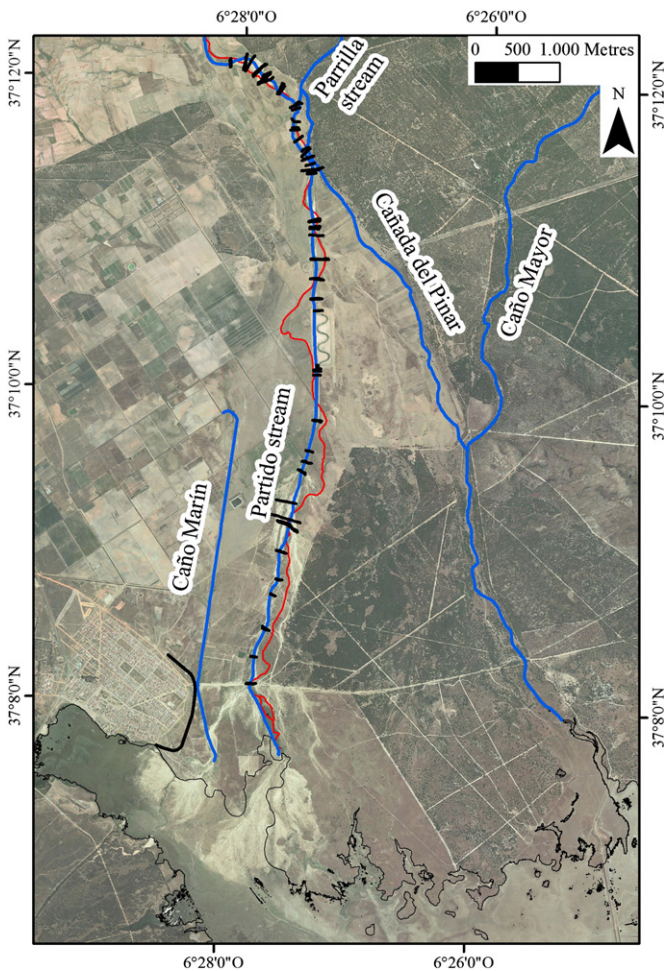 6°28'0"O
6°26'0"O
0 500 1.000 Metres
N
37°12'0"N
37°12'0"N
Parrilla
stream
Cañada del Pinar
Caño Mayor
37°10'0"N
37°10'0"N
Partido stream
Caño Marín
37°8'0"N
37°8'0"N
6°28'0"O
6°26'0"O